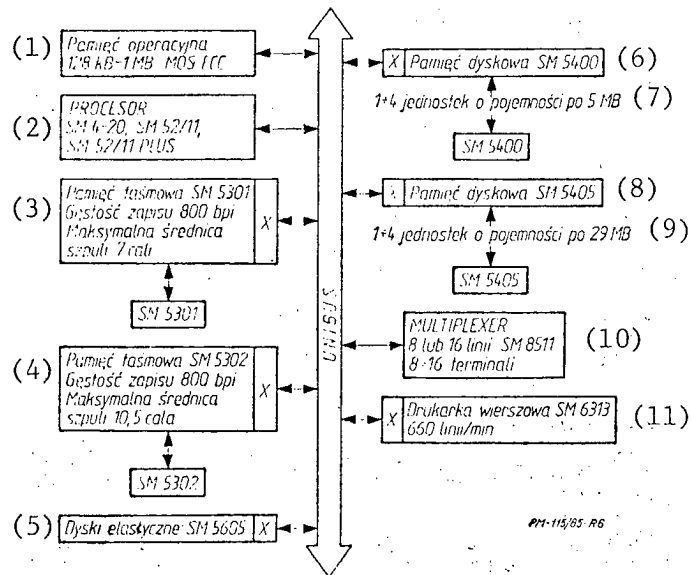 (1)
Pamięć operacyjna
128 kB-1 MB MOS ECC
(2)
PROCESOR
SM 4-20, SM 52/11,
SM 52/11 PLUS
(3)
Pamięć taśmowa SM 5301
Gęstość zapisu 800 bpi
Maksymalna średnica
szpuli 7 cali
X
SM 5301
(4)
Pamięć taśmowa SM 5302
Gęstość zapisu 800 bpi
Maksymalna średnica
szpuli 10,5 cala
X
SM 5302
(5)
Dyski elastyczne SM 5605
X
UNIBUS
X
Pamięć dyskowa SM 5400
(6)
1÷4 jednostek o pojemności po 5 MB
(7)
SM 5400
Pamięć dyskowa SM 5405
(8)
1÷4 jednostek o pojemności po 29 MB
(9)
SM 5405
MULTIPLEXER
8 lub 16 linii SM 8511
8-16 terminali
(10)
X
Drukarka wierszowa SM 6313
660 linii/min
(11)
PM-115/85-R6